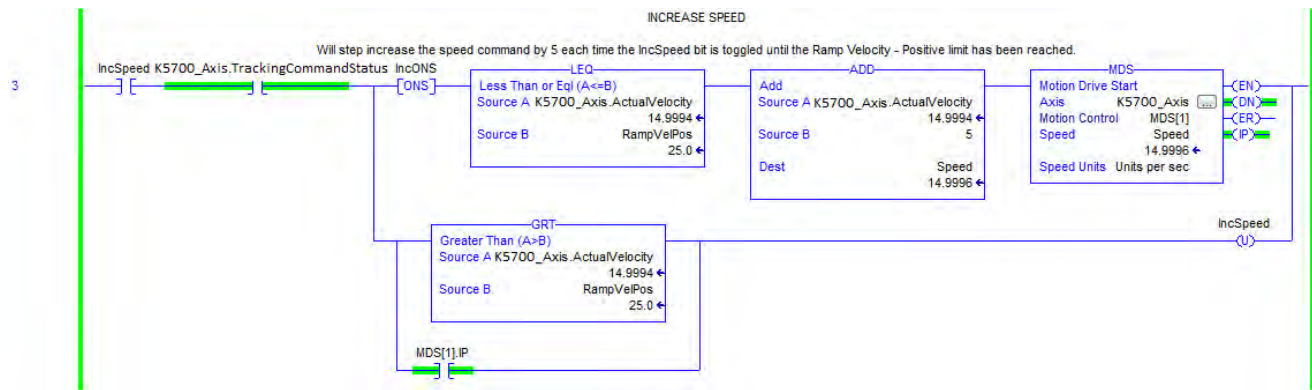 INCREASE SPEED
Will step increase the speed command by 5 each time the IncSpeed bit is toggled until the Ramp Velocity - Positive limit has been reached.
3
IncSpeed K5700_Axis.TrackingCommandStatus IncONS
ONS
LEQ
Less Than or Eql (A<=B)
Source A K5700_Axis.ActualVelocity
14.9994
Source B RampVelPos
25.0
ADD
Add
Source A K5700_Axis.ActualVelocity
14.9994
Source B 5
Dest Speed
14.9996
MDS
Motion Drive Start
Axis K5700_Axis ...
Motion Control MDS[1]
Speed Speed
14.9996
Speed Units Units per sec
EN
DN
ER
IP
GRT
Greater Than (A>B)
Source A K5700_Axis.ActualVelocity
14.9994
Source B RampVelPos
25.0
IncSpeed
U
MDS[1].IP